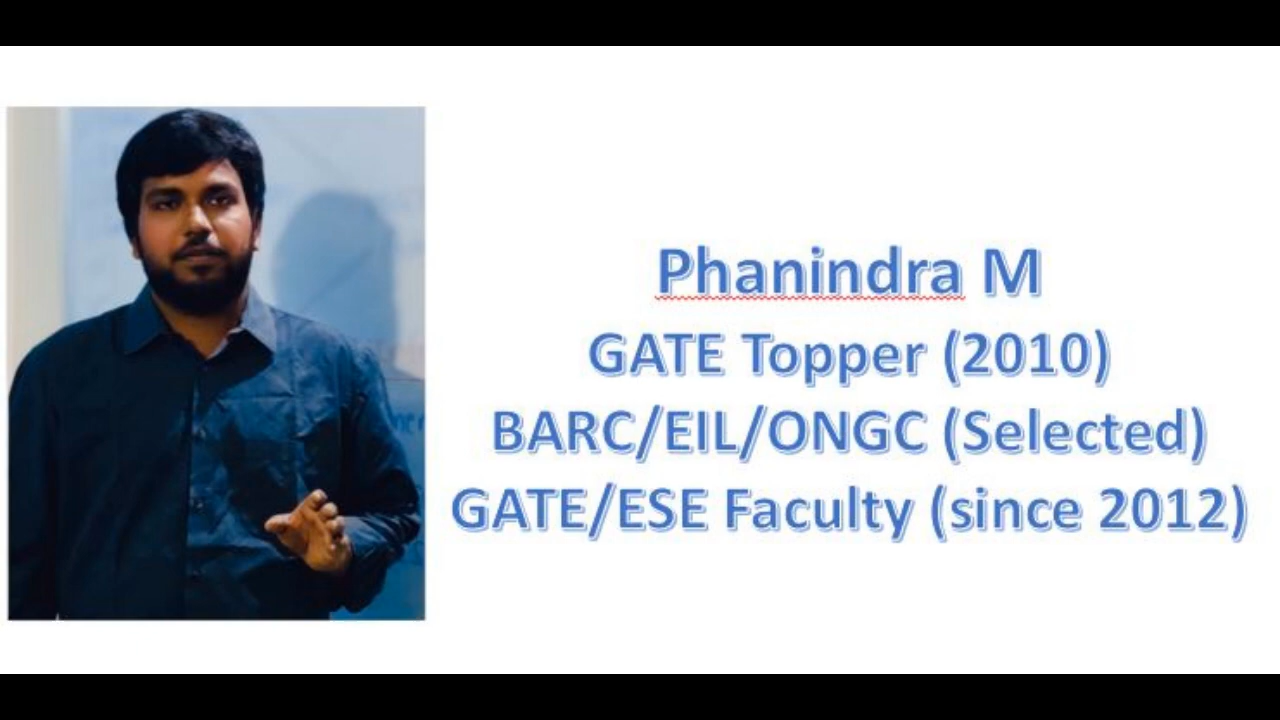 Phanindra M
GATE Topper (2010)
BARC/EIL/ONGC (Selected)
GATE/ESE Faculty (since 2012)